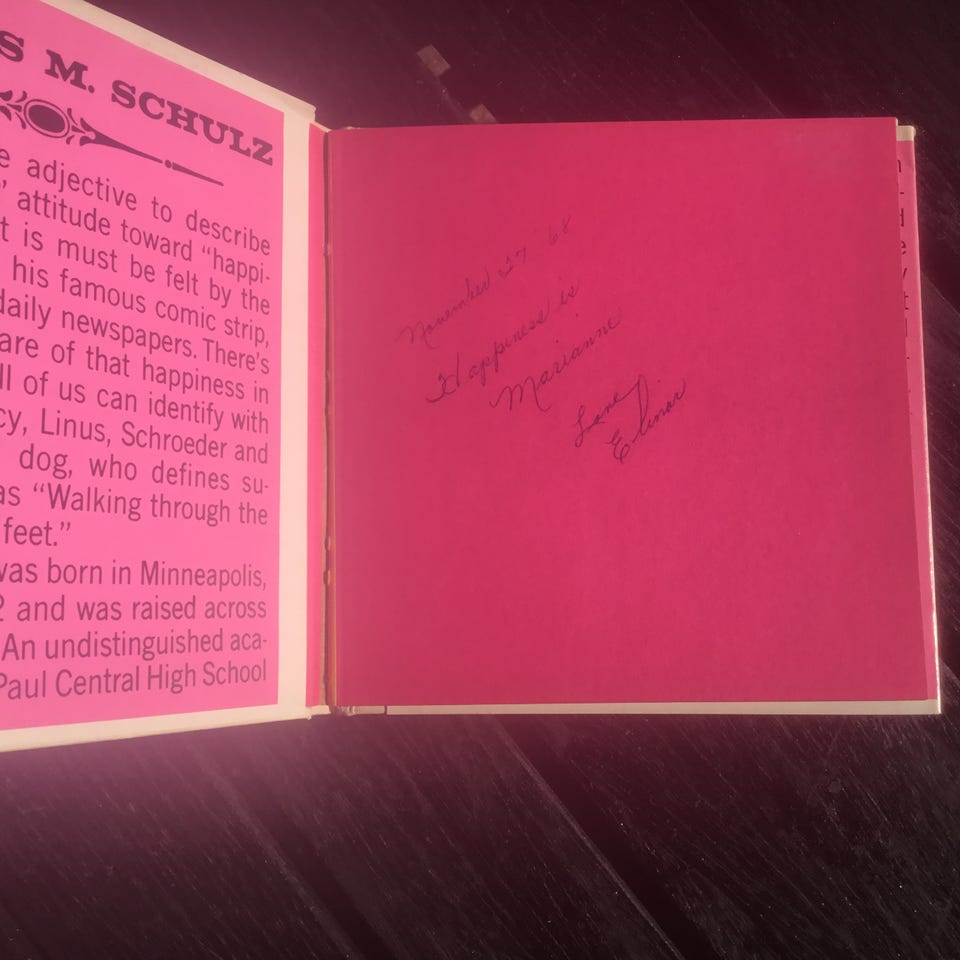 S M. SCHULZ
e adjective to describe
” attitude toward “happi-
t is must be felt by the
his famous comic strip,
daily newspapers. There’s
are of that happiness in
ll of us can identify with
cy, Linus, Schroeder and
dog, who defines su-
as “Walking through the
feet.”
was born in Minneapolis,
2 and was raised across
An undistinguished aca-
Paul Central High School
November 27 '68
Happiness is
Marianne
Love
Elinor